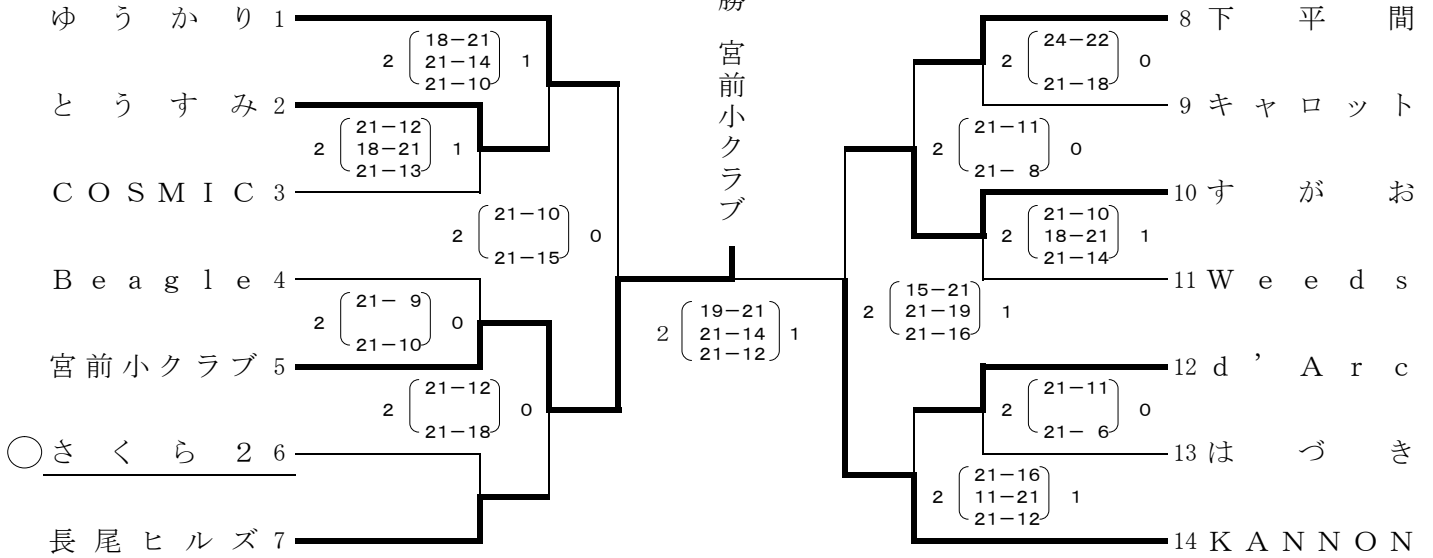 勝 宮前小クラブ
ゆうかり 1
2 18－21 1
21－14
21－10
とうすみ 2
2 21－12 1
18－21
21－13
COSMIC 3
2 21－10 0
21－15
Beagle 4
2 21－ 9 0
21－10
宮前小クラブ 5
2 21－12 0
21－18
さくら2 6
長尾ヒルズ 7
2 19－21 1
21－14
21－12
8 下平間
2 24－22 0
21－18
9 キャロット
2 21－11 0
21－ 8
10 すがお
2 21－10 1
18－21
21－14
11 Weeds
2 15－21 1
21－19
21－16
12 d’Arc
2 21－11 0
21－ 6
13 はづき
2 21－16 1
11－21
21－12
14 KANNON